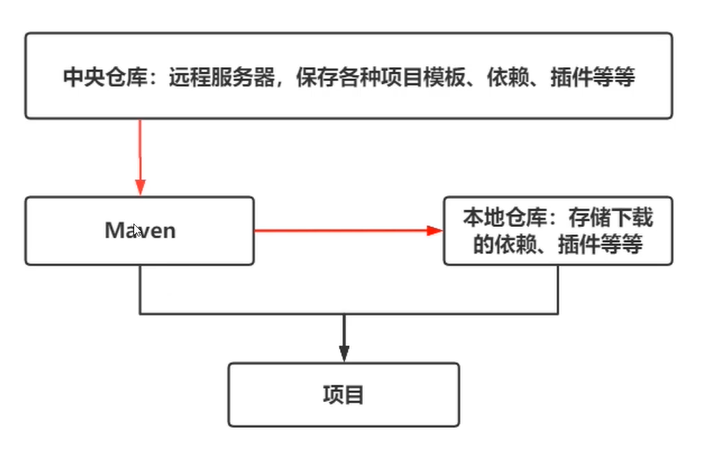 中央仓库：远程服务器，保存各种项目模板、依赖、插件等等
Maven
本地仓库：存储下载
的依赖、插件等等
项目